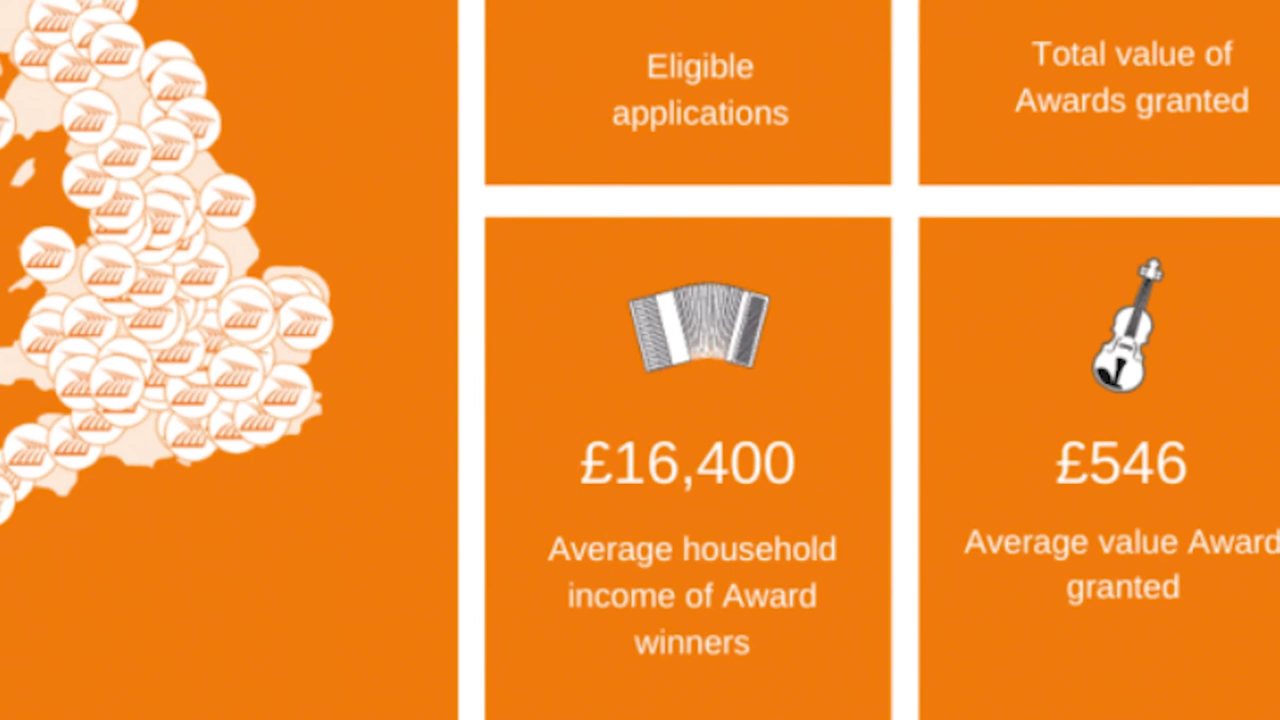 Eligible
applications
Total value of
Awards granted
£16,400
Average household
income of Award
winners
£546
Average value Award
granted